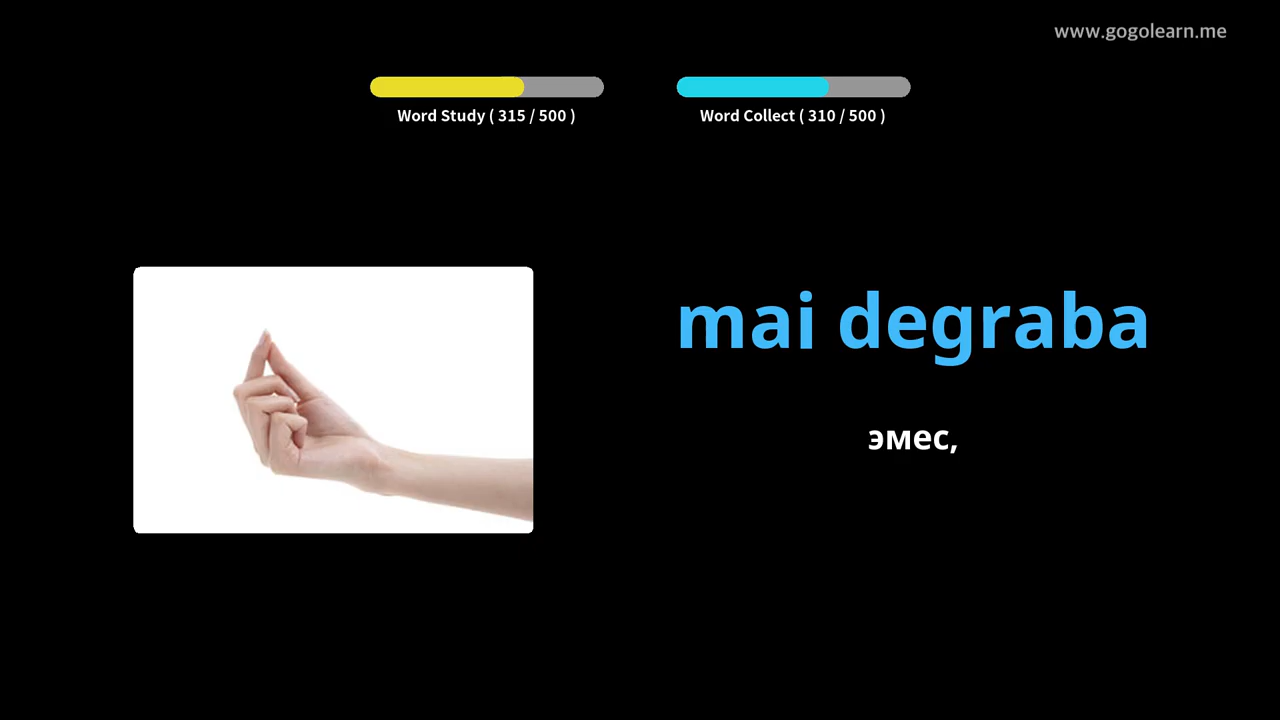 www.gogolearn.me
Word Study ( 315 / 500 )
Word Collect ( 310 / 500 )
mai degraba
эмес,